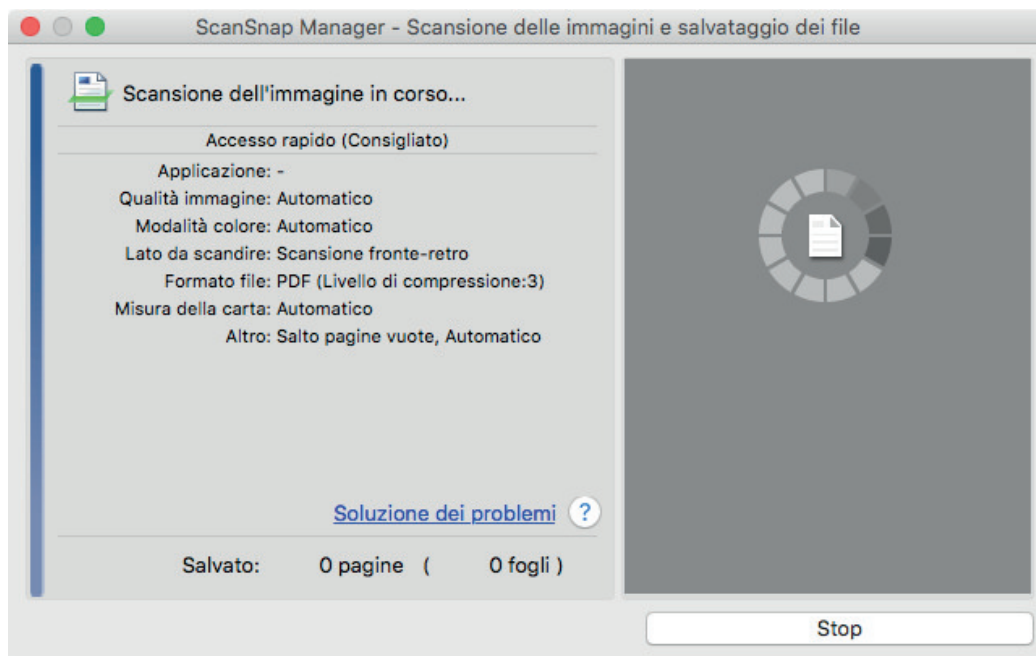 ScanSnap Manager - Scansione delle immagini e salvataggio dei file
Scansione dell'immagine in corso...
Accesso rapido (Consigliato)
Applicazione: -
Qualità immagine: Automatico
Modalità colore: Automatico
Lato da scandire: Scansione fronte-retro
Formato file: PDF (Livello di compressione:3)
Misura della carta: Automatico
Altro: Salto pagine vuote, Automatico
Soluzione dei problemi ?
Salvato: 0 pagine ( 0 fogli )
Stop